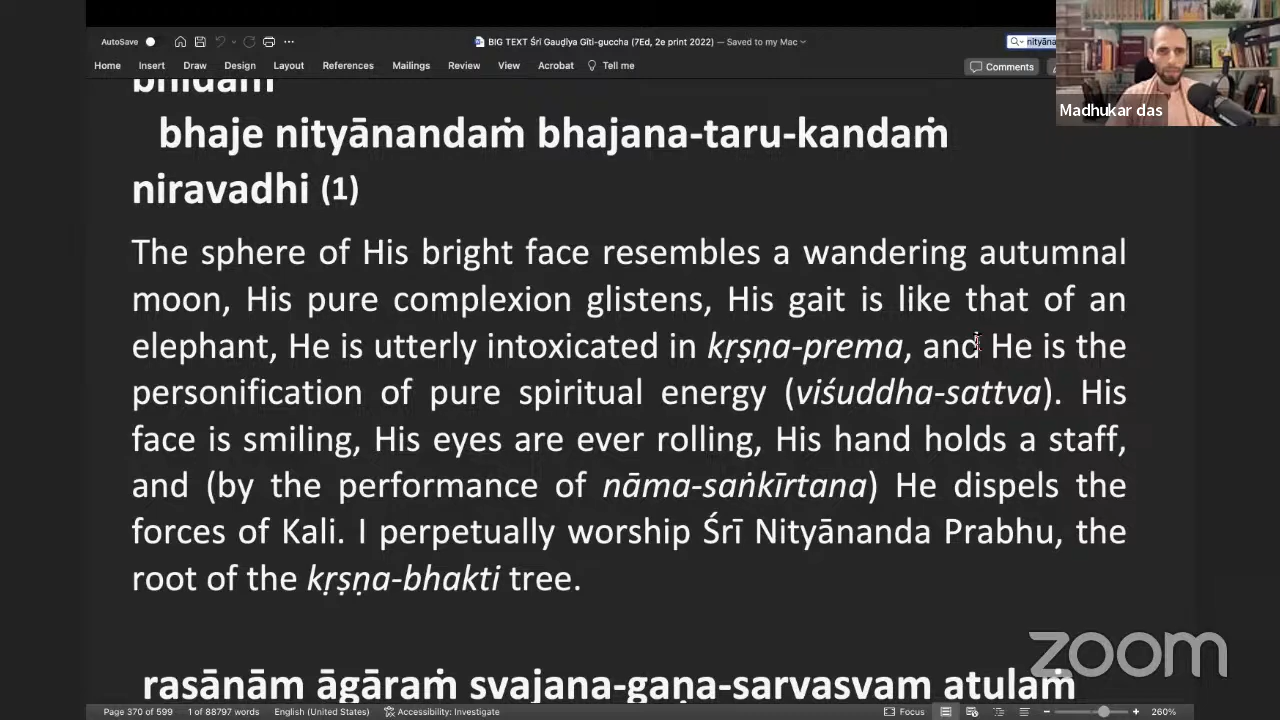 AutoSave
BIG TEXT Śrī Gauḍīya Gīti-guccha (7Ed, 2e print 2022) — Saved to my Mac
nityāna
Home Insert Draw Design Layout References Mailings Review View Acrobat Tell me
Comments
Madhukar das
bhaje nityānandaṁ bhajana-taru-kandaṁ
niravadhi (1)
The sphere of His bright face resembles a wandering autumnal
moon, His pure complexion glistens, His gait is like that of an
elephant, He is utterly intoxicated in kṛṣṇa-prema, and He is the
personification of pure spiritual energy (viśuddha-sattva). His
face is smiling, His eyes are ever rolling, His hand holds a staff,
and (by the performance of nāma-saṅkīrtana) He dispels the
forces of Kali. I perpetually worship Śrī Nityānanda Prabhu, the
root of the kṛṣṇa-bhakti tree.
rasānām āgāraṁ svajana-gaṇa-sarvasvam atulaṁ
zoom
Page 370 of 599 1 of 88797 words English (United States) Accessibility: Investigate Focus 260%